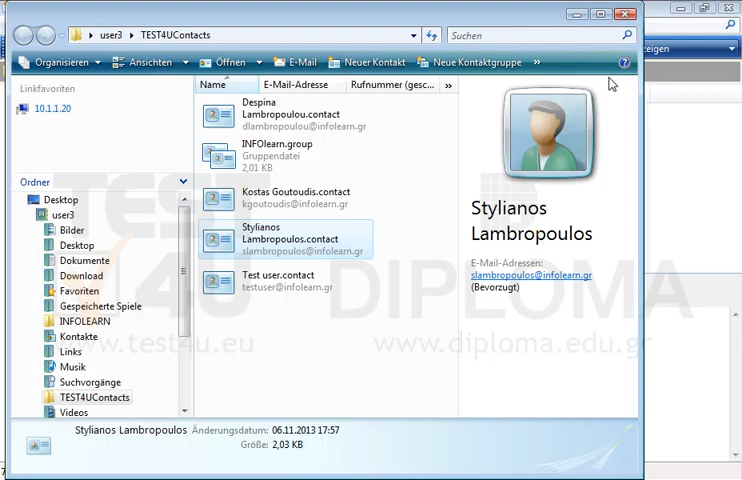 user3 ▸ TEST4UContacts
Suchen
Organisieren Ansichten Öffnen E-Mail Neuer Kontakt Neue Kontaktgruppe »
zeigen
Linkfavoriten
10.1.1.20
Ordner
Desktop
user3
Bilder
Desktop
Dokumente
Download
Favoriten
Gespeicherte Spiele
INFOLEARN
Kontakte
Links
Musik
Suchvorgänge
TEST4UContacts
Videos
Name E-Mail-Adresse Rufnummer (gesc... »
Despina
Lambropoulou.contact
dlambropoulou@infolearn.gr
INFOlearn.group
Gruppendatei
2,01 KB
Kostas Goutoudis.contact
kgoutoudis@infolearn.gr
Stylianos
Lambropoulos.contact
slambropoulos@infolearn.gr
Test user.contact
testuser@infolearn.gr
Stylianos
Lambropoulos
E-Mail-Adressen:
slambropoulos@infolearn.gr
(Bevorzugt)
Stylianos Lambropoulos Änderungsdatum: 06.11.2013 17:57
Größe: 2,03 KB
TEST
4U
DIPLOMA
www.test4u.eu
www.diploma.edu.gr